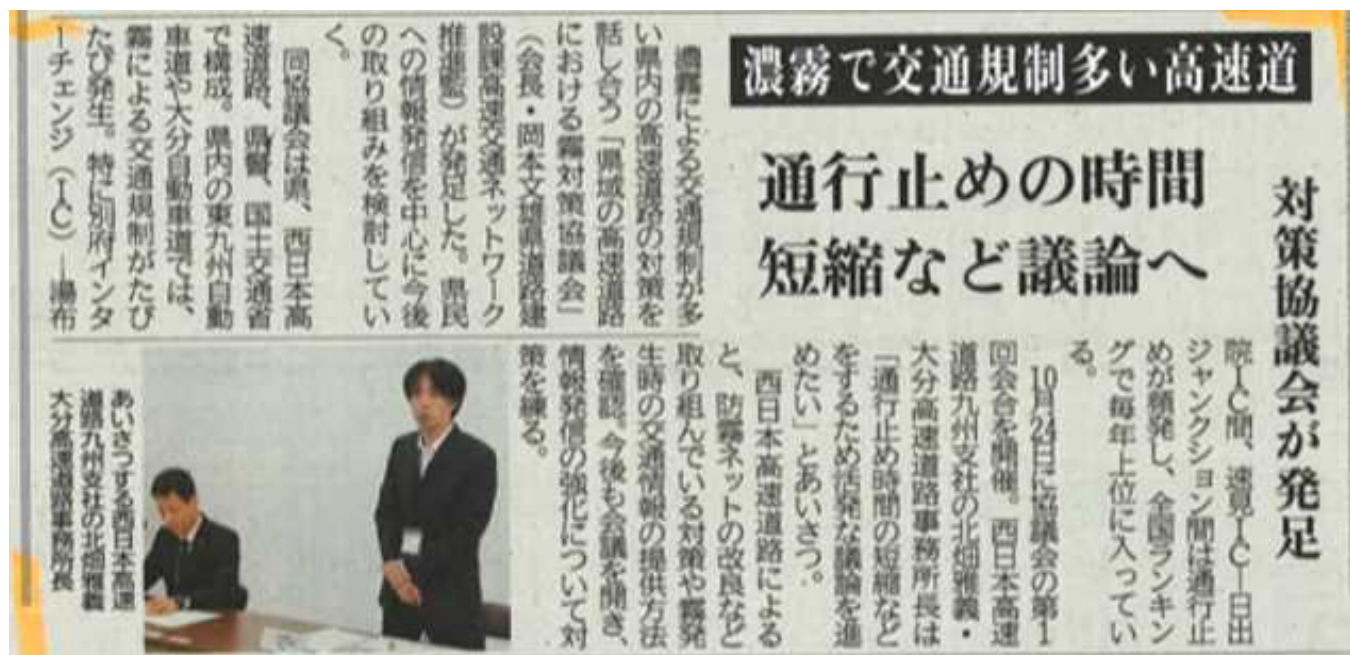 濃霧で交通規制多い高速道
通行止めの時間
短縮など議論へ
対策協議会が発足
濃霧による交通規制が多
い県内の高速道路の対策を
話し合う「県域の高速道路
における霧対策協議会」
(会長・岡本文雄県道路建
設課高速交通ネットワーク
推進監)が発足した。県民
への情報発信を中心に今後
の取り組みを検討してい
く。
同協議会は県、西日本高
速道路、県警、国土交通省
で構成。県内の東九州自動
車道や大分自動車道では、
霧による交通規制がたび
たび発生。特に別府インタ
ーチェンジ(IC)―湯布
院IC間、速見IC―日出
ジャンクション間は通行止
めが頻発し、全国ランキン
グで毎年上位に入ってい
る。
10月24日に協議会の第1
回会合を開催。西日本高速
道路九州支社の北畑雅義・
大分高速道路事務所長は
「通行止め時間の短縮など
をするため活発な議論を進
めたい」とあいさつ。
西日本高速道路による
と、防霧ネットの改良など
取り組んでいる対策や霧発
生時の交通情報の提供方法
を確認。今後も会議を開き、
情報発信の強化について対
策を練る。
あいさつする西日本高速
道路九州支社の北畑雅義
大分高速道路事務所長